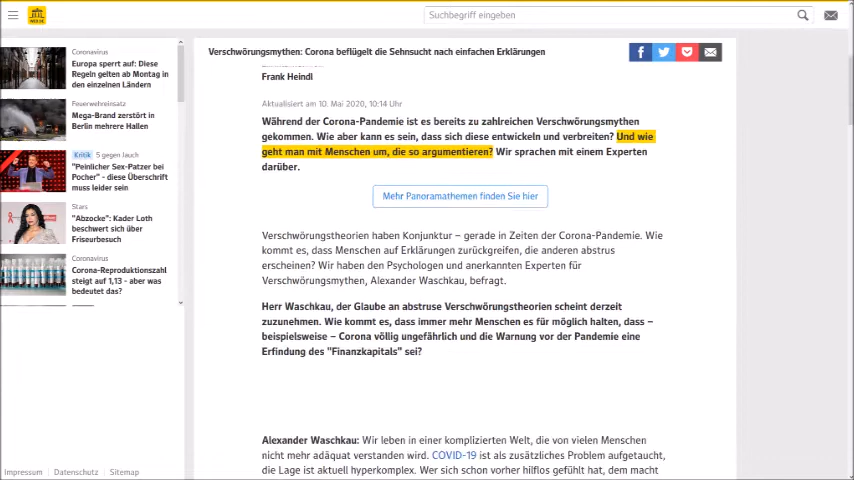 WEB.DE
Suchbegriff eingeben
Coronavirus
Europa sperrt auf: Diese
Regeln gelten ab Montag in
den einzelnen Ländern
Feuerwehreinsatz
Mega-Brand zerstört in
Berlin mehrere Hallen
Kritik 5 gegen Jauch
"Peinlicher Sex-Patzer bei
Pocher" - diese Überschrift
muss leider sein
Stars
"Abzocke": Kader Loth
beschwert sich über
Friseurbesuch
Coronavirus
Corona-Reproduktionszahl
steigt auf 1,13 - aber was
bedeutet das?
Impressum Datenschutz Sitemap
Verschwörungsmythen: Corona beflügelt die Sehnsucht nach einfachen Erklärungen
Frank Heindl
Aktualisiert am 10. Mai 2020, 10:14 Uhr
Während der Corona-Pandemie ist es bereits zu zahlreichen Verschwörungsmythen
gekommen. Wie aber kann es sein, dass sich diese entwickeln und verbreiten? Und wie
geht man mit Menschen um, die so argumentieren? Wir sprachen mit einem Experten
darüber.
Mehr Panoramathemen finden Sie hier
Verschwörungstheorien haben Konjunktur – gerade in Zeiten der Corona-Pandemie. Wie
kommt es, dass Menschen auf Erklärungen zurückgreifen, die anderen abstrus
erscheinen? Wir haben den Psychologen und anerkannten Experten für
Verschwörungsmythen, Alexander Waschkau, befragt.
Herr Waschkau, der Glaube an abstruse Verschwörungstheorien scheint derzeit
zuzunehmen. Wie kommt es, dass immer mehr Menschen es für möglich halten, dass –
beispielsweise – Corona völlig ungefährlich und die Warnung vor der Pandemie eine
Erfindung des "Finanzkapitals" sei?
Alexander Waschkau: Wir leben in einer komplizierten Welt, die von vielen Menschen
nicht mehr adäquat verstanden wird. COVID-19 ist als zusätzliches Problem aufgetaucht,
die Lage ist aktuell hyperkomplex. Wer sich schon vorher hilflos gefühlt hat, dem macht